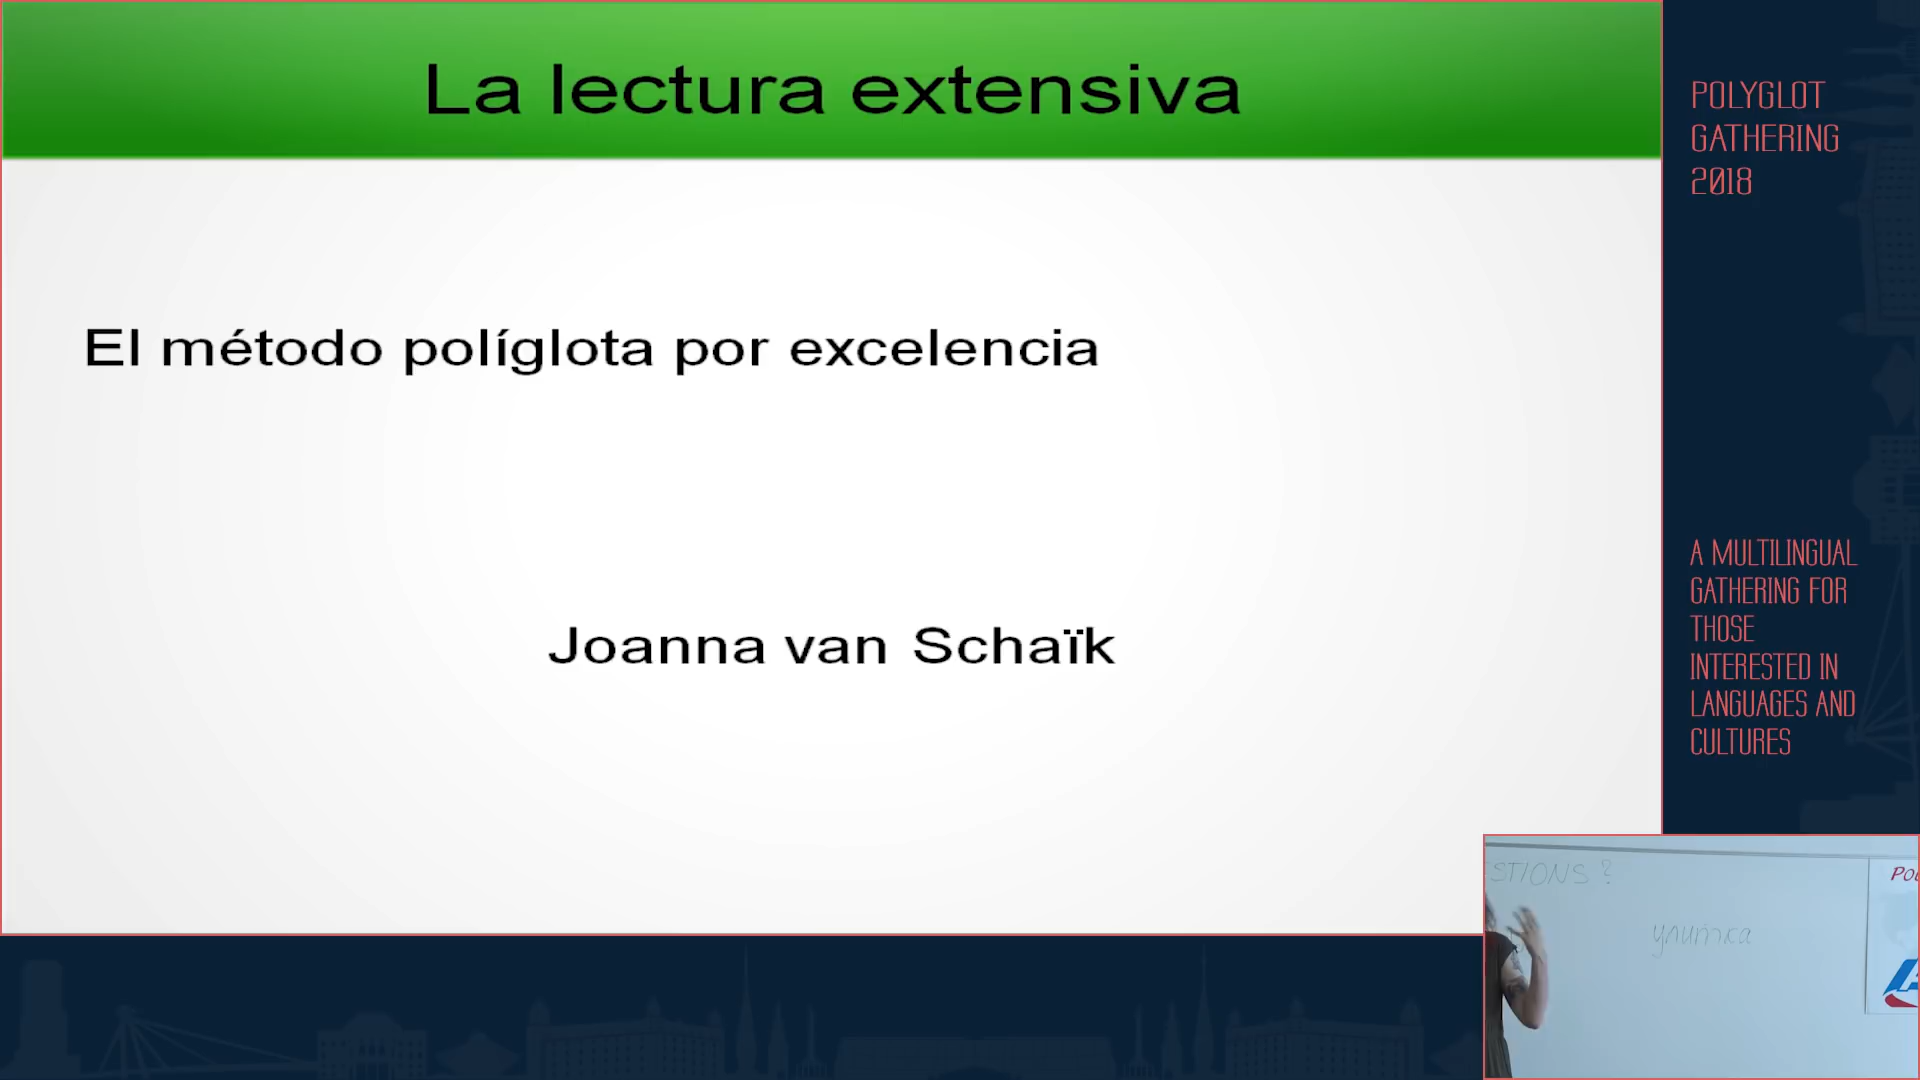 La lectura extensiva
El método políglota por excelencia
Joanna van Schaïk
POLYGLOT
GATHERING
2018
A MULTILINGUAL
GATHERING FOR
THOSE
INTERESTED IN
LANGUAGES AND
CULTURES
STIONS ?
улитка